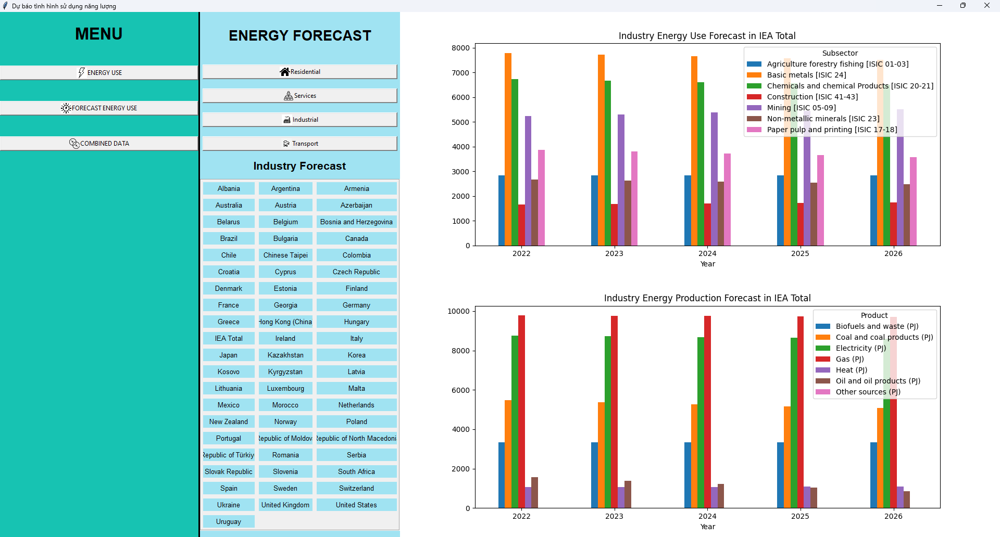 Dự báo tình hình sử dụng năng lượng
MENU
ENERGY USE
FORECAST ENERGY USE
COMBINED DATA
ENERGY FORECAST
Residential
Services
Industrial
Transport
Industry Forecast
Albania Argentina Armenia
Australia Austria Azerbaijan
Belarus Belgium Bosnia and Herzegovina
Brazil Bulgaria Canada
Chile Chinese Taipei Colombia
Croatia Cyprus Czech Republic
Denmark Estonia Finland
France Georgia Germany
Greece Hong Kong (China Hungary
IEA Total Ireland Italy
Japan Kazakhstan Korea
Kosovo Kyrgyzstan Latvia
Lithuania Luxembourg Malta
Mexico Morocco Netherlands
New Zealand Norway Poland
Portugal Republic of Moldov Republic of North Macedoni
Republic of Türkiy Romania Serbia
Slovak Republic Slovenia South Africa
Spain Sweden Switzerland
Ukraine United Kingdom United States
Uruguay
Industry Energy Use Forecast in IEA Total
8000
7000
6000
5000
4000
3000
2000
1000
0
Subsector
Agriculture forestry fishing [ISIC 01-03]
Basic metals [ISIC 24]
Chemicals and chemical Products [ISIC 20-21]
Construction [ISIC 41-43]
Mining [ISIC 05-09]
Non-metallic minerals [ISIC 23]
Paper pulp and printing [ISIC 17-18]
2022 2023 2024 2025 2026
Year
Industry Energy Production Forecast in IEA Total
10000
8000
6000
4000
2000
0
Product
Biofuels and waste (PJ)
Coal and coal products (PJ)
Electricity (PJ)
Gas (PJ)
Heat (PJ)
Oil and oil products (PJ)
Other sources (PJ)
2022 2023 2024 2025 2026
Year